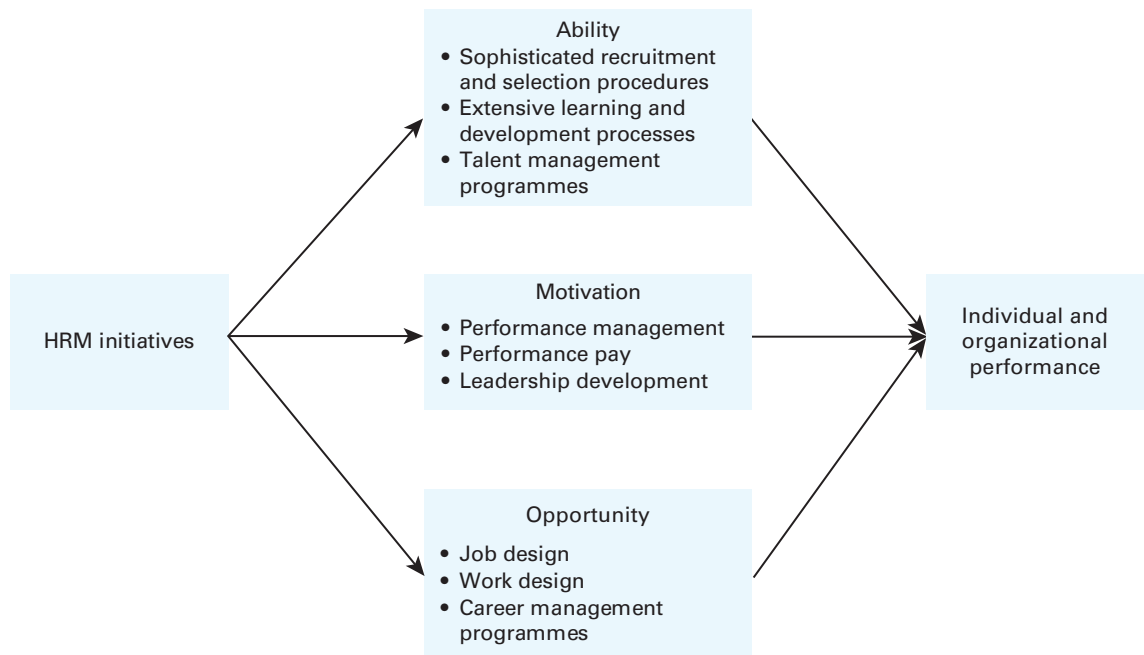 HRM initiatives
Ability
• Sophisticated recruitment
and selection procedures
• Extensive learning and
development processes
• Talent management
programmes
Motivation
• Performance management
• Performance pay
• Leadership development
Opportunity
• Job design
• Work design
• Career management
programmes
Individual and
organizational
performance